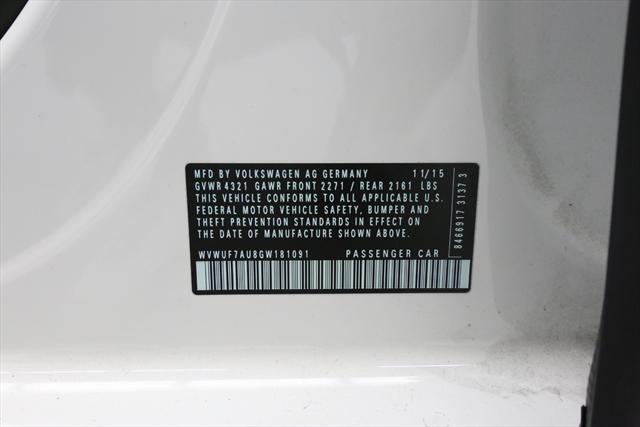 MFD BY VOLKSWAGEN AG GERMANY 11/15
GVWR 4321 GAWR FRONT 2271 / REAR 2161 LBS
THIS VEHICLE CONFORMS TO ALL APPLICABLE U.S.
FEDERAL MOTOR VEHICLE SAFETY, BUMPER AND
THEFT PREVENTION STANDARDS IN EFFECT ON
THE DATE OF MANUFACTURE SHOWN ABOVE.
WVWUF7AU8GW181091 PASSENGER CAR
8466917 3137 3